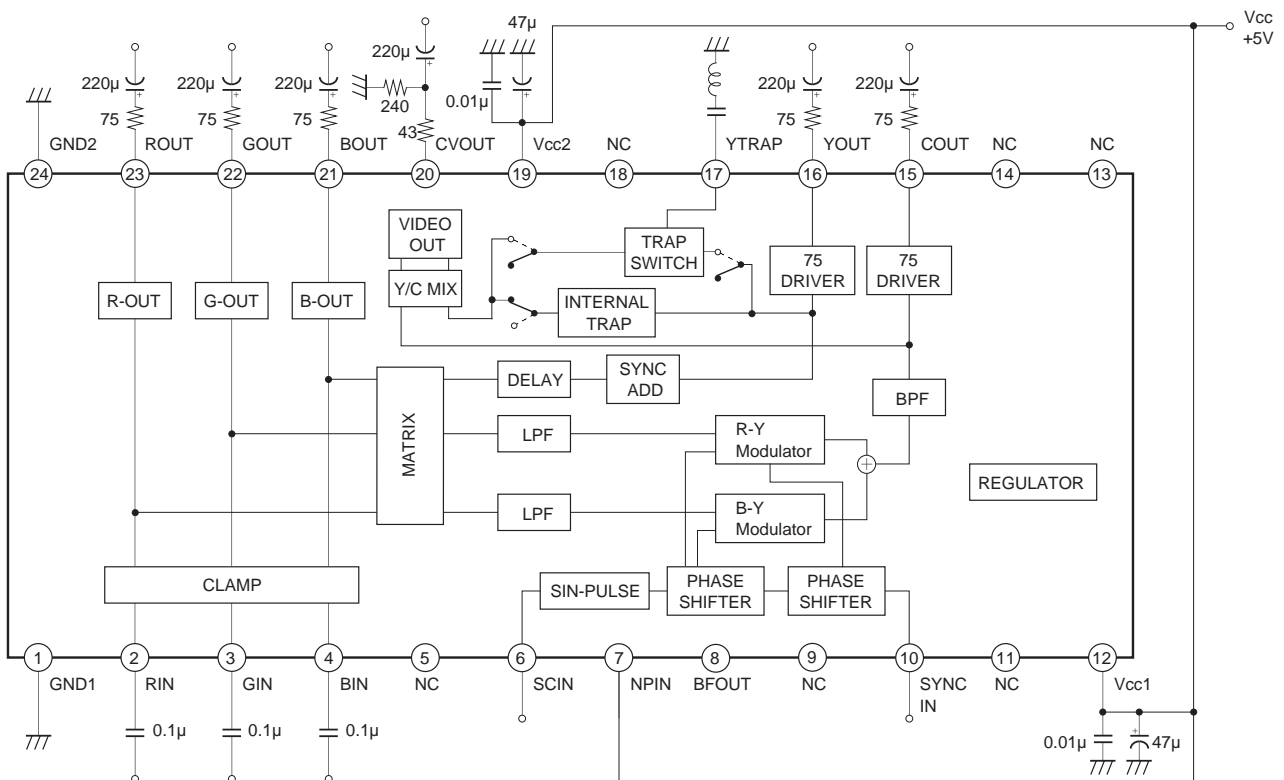 47µ
Vcc
+5V
220µ
220µ
220µ
220µ
220µ
220µ
240
0.01µ
75
75
75
43
75
75
GND2
ROUT
GOUT
BOUT
CVOUT
Vcc2
NC
YTRAP
YOUT
COUT
NC
NC
24
23
22
21
20
19
18
17
16
15
14
13
VIDEO
OUT
TRAP
SWITCH
75
DRIVER
75
DRIVER
R-OUT
G-OUT
B-OUT
Y/C MIX
INTERNAL
TRAP
DELAY
SYNC
ADD
BPF
MATRIX
LPF
R-Y
Modulator
REGULATOR
LPF
B-Y
Modulator
CLAMP
SIN-PULSE
PHASE
SHIFTER
PHASE
SHIFTER
1
2
3
4
5
6
7
8
9
10
11
12
GND1
RIN
GIN
BIN
NC
SCIN
NPIN
BFOUT
NC
SYNC
IN
NC
Vcc1
0.1µ
0.1µ
0.1µ
0.01µ
47µ